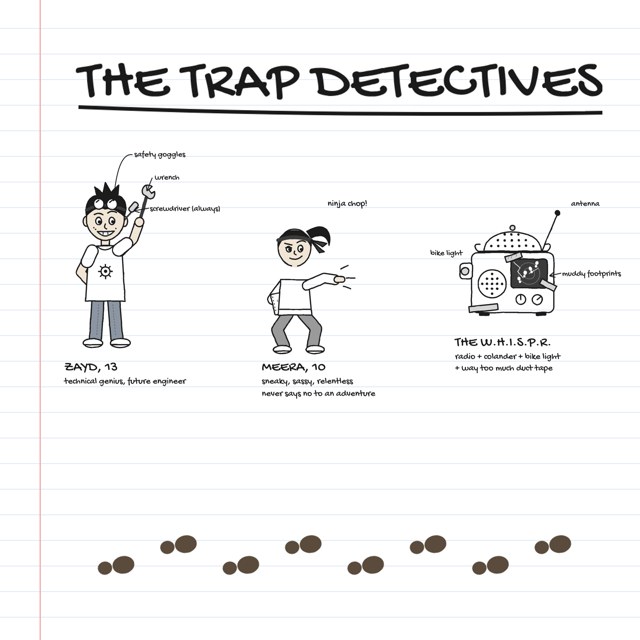 THE TRAP DETECTIVES
safety goggles
wrench
screwdriver (always)
ninja chop!
antenna
bike light
muddy footprints
ZAYD, 13
technical genius, future engineer
MEERA, 10
sneaky, sassy, relentless
never says no to an adventure
THE W.H.I.S.P.R.
radio + colander + bike light
+ way too much duct tape